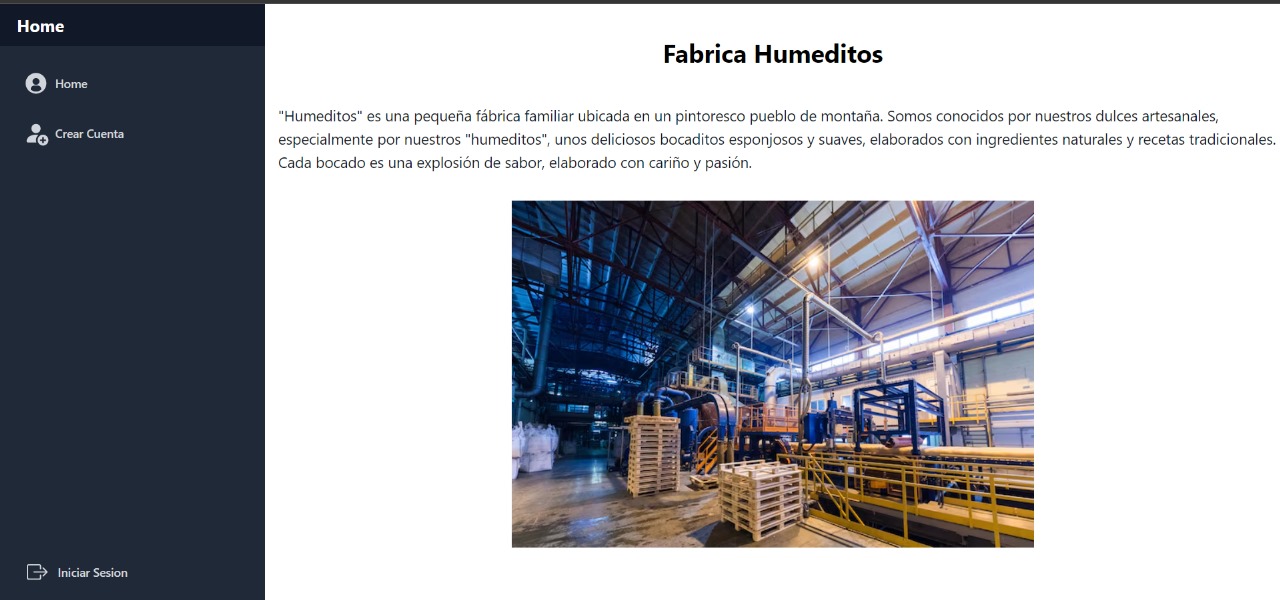 Home
Home
Crear Cuenta
Iniciar Sesion
Fabrica Humeditos
"Humeditos" es una pequeña fábrica familiar ubicada en un pintoresco pueblo de montaña. Somos conocidos por nuestros dulces artesanales,
especialmente por nuestros "humeditos", unos deliciosos bocaditos esponjosos y suaves, elaborados con ingredientes naturales y recetas tradicionales.
Cada bocado es una explosión de sabor, elaborado con cariño y pasión.